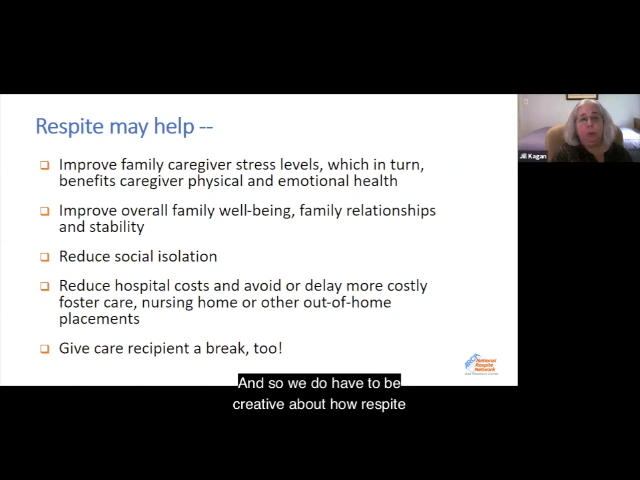 Respite may help --
Improve family caregiver stress levels, which in turn,
benefits caregiver physical and emotional health
Improve overall family well-being, family relationships
and stability
Reduce social isolation
Reduce hospital costs and avoid or delay more costly
foster care, nursing home or other out-of-home
placements
Give care recipient a break, too!
Jill Kagan
ARCH
National
Respite
Network
And so we do have to be
creative about how respite